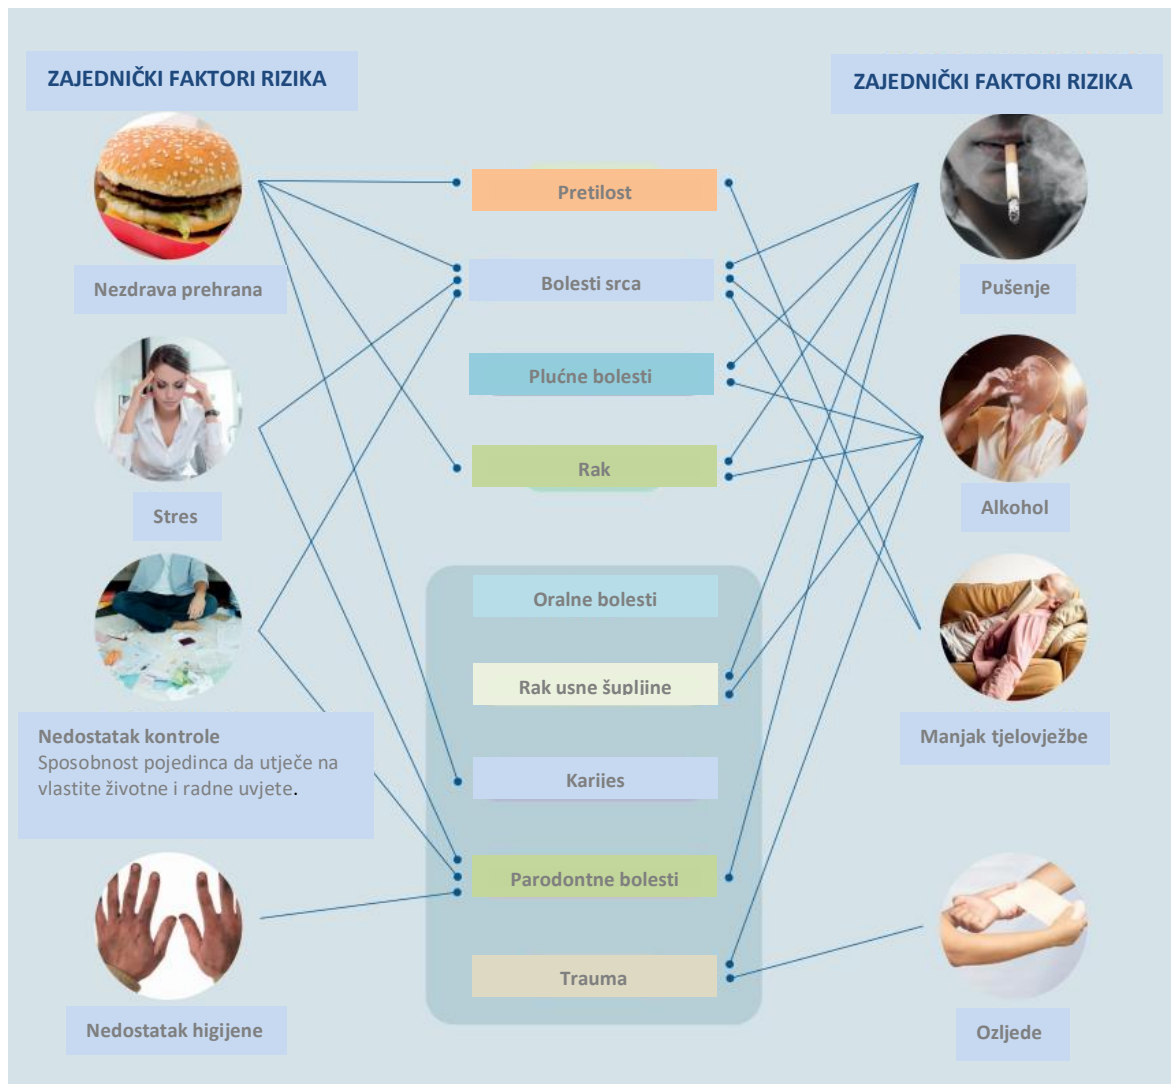 ZAJEDNIČKI FAKTORI RIZIKA
Nezdrava prehrana
Stres
Nedostatak kontrole
Sposobnost pojedinca da utječe na
vlastite životne i radne uvjete.
Nedostatak higijene
Pretilost
Bolesti srca
Plućne bolesti
Rak
Oralne bolesti
Rak usne šupljine
Karijes
Parodontne bolesti
Trauma
ZAJEDNIČKI FAKTORI RIZIKA
Pušenje
Alkohol
Manjak tjelovježbe
Ozljede